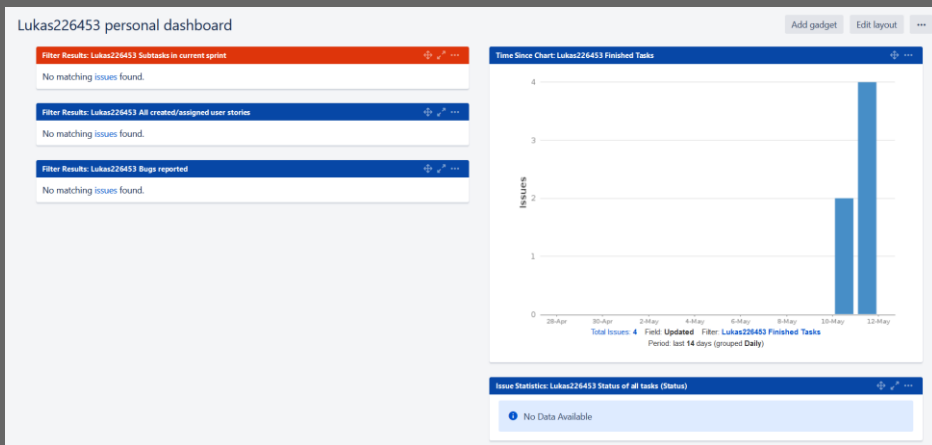 Lukas226453 personal dashboard
Add gadget
Edit layout
Filter Results: Lukas226453 Subtasks in current sprint
No matching issues found.
Filter Results: Lukas226453 All created/assigned user stories
No matching issues found.
Filter Results: Lukas226453 Bugs reported
No matching issues found.
Time Since Chart: Lukas226453 Finished Tasks
4
3
2
1
0
Issues
28-Apr 30-Apr 2-May 4-May 6-May 8-May 10-May 12-May
Total Issues: 4 Field: Updated Filter: Lukas226453 Finished Tasks
Period: last 14 days (grouped Daily)
Issue Statistics: Lukas226453 Status of all tasks (Status)
No Data Available